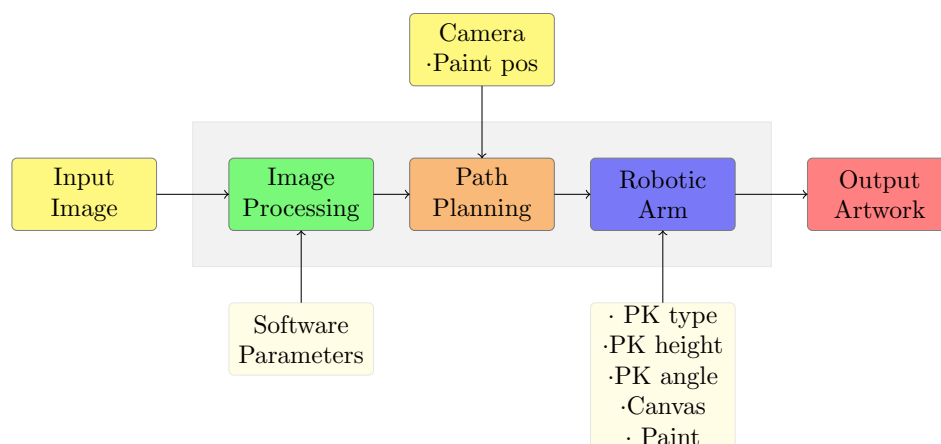 Camera
·Paint pos
Input
Image
Image
Processing
Path
Planning
Robotic
Arm
Output
Artwork
Software
Parameters
· PK type
·PK height
·PK angle
·Canvas
· Paint